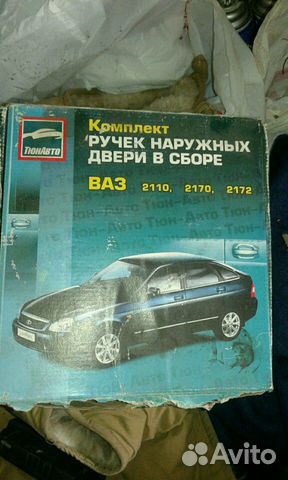 ТюнАвто
Комплект
РУЧЕК НАРУЖНЫХ
ДВЕРИ В СБОРЕ
ВАЗ 2110, 2170, 2172
Avito